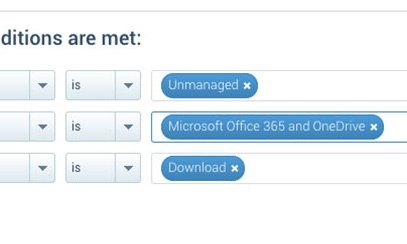 ditions are met:
is Unmanaged ×
is Microsoft Office 365 and OneDrive ×
is Download ×